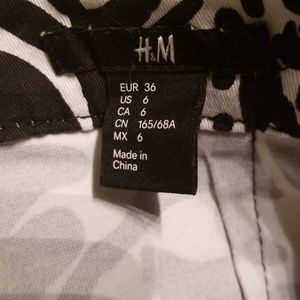 H&M
EUR 36
US 6
CA 6
CN 165/68A
MX 6
Made in
China